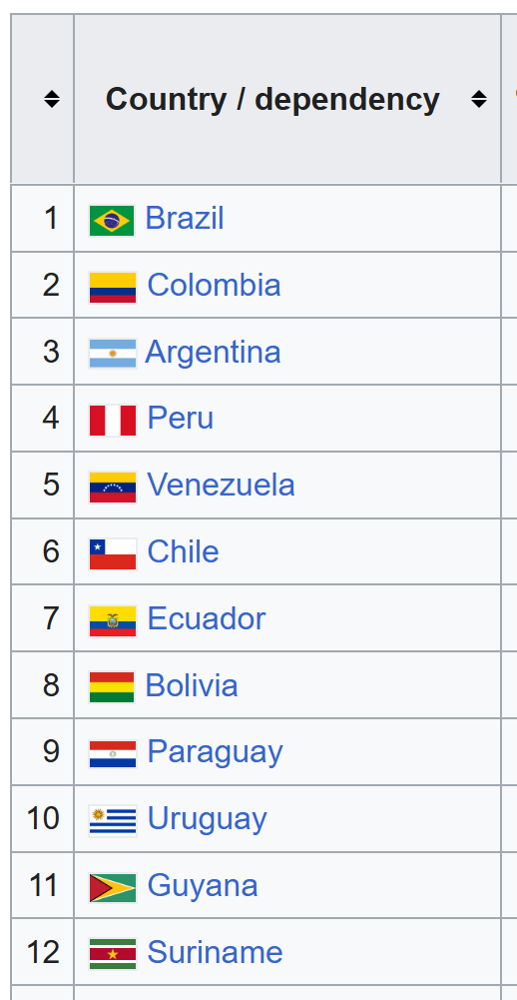 Country / dependency
1 Brazil
2 Colombia
3 Argentina
4 Peru
5 Venezuela
6 Chile
7 Ecuador
8 Bolivia
9 Paraguay
10 Uruguay
11 Guyana
12 Suriname